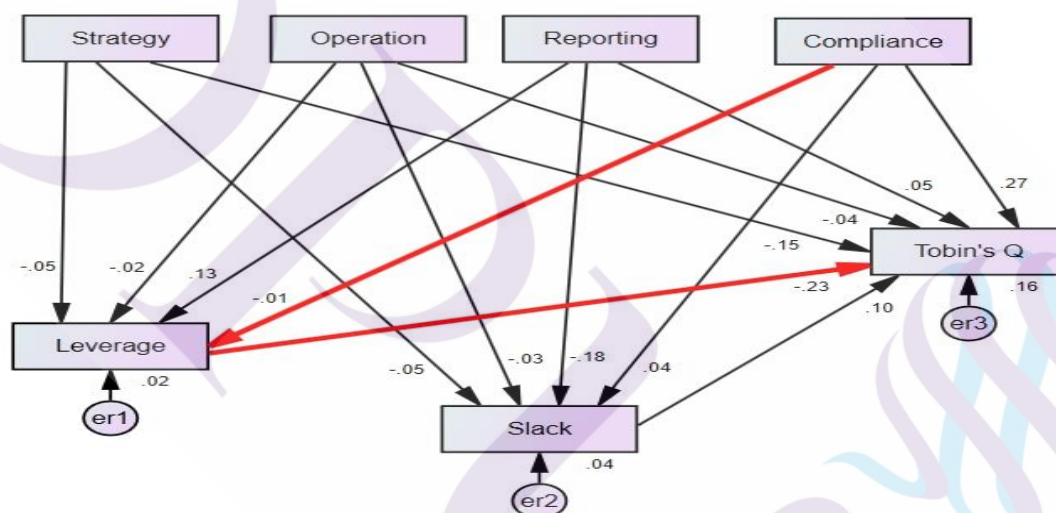 Strategy
Operation
Reporting
Compliance
.05
.27
-.04
-.15
Tobin's Q
-.05
-.02
.13
-.01
-.23
.16
.10
er3
Leverage
.02
-.05
-.03
-.18
.04
er1
Slack
.04
er2